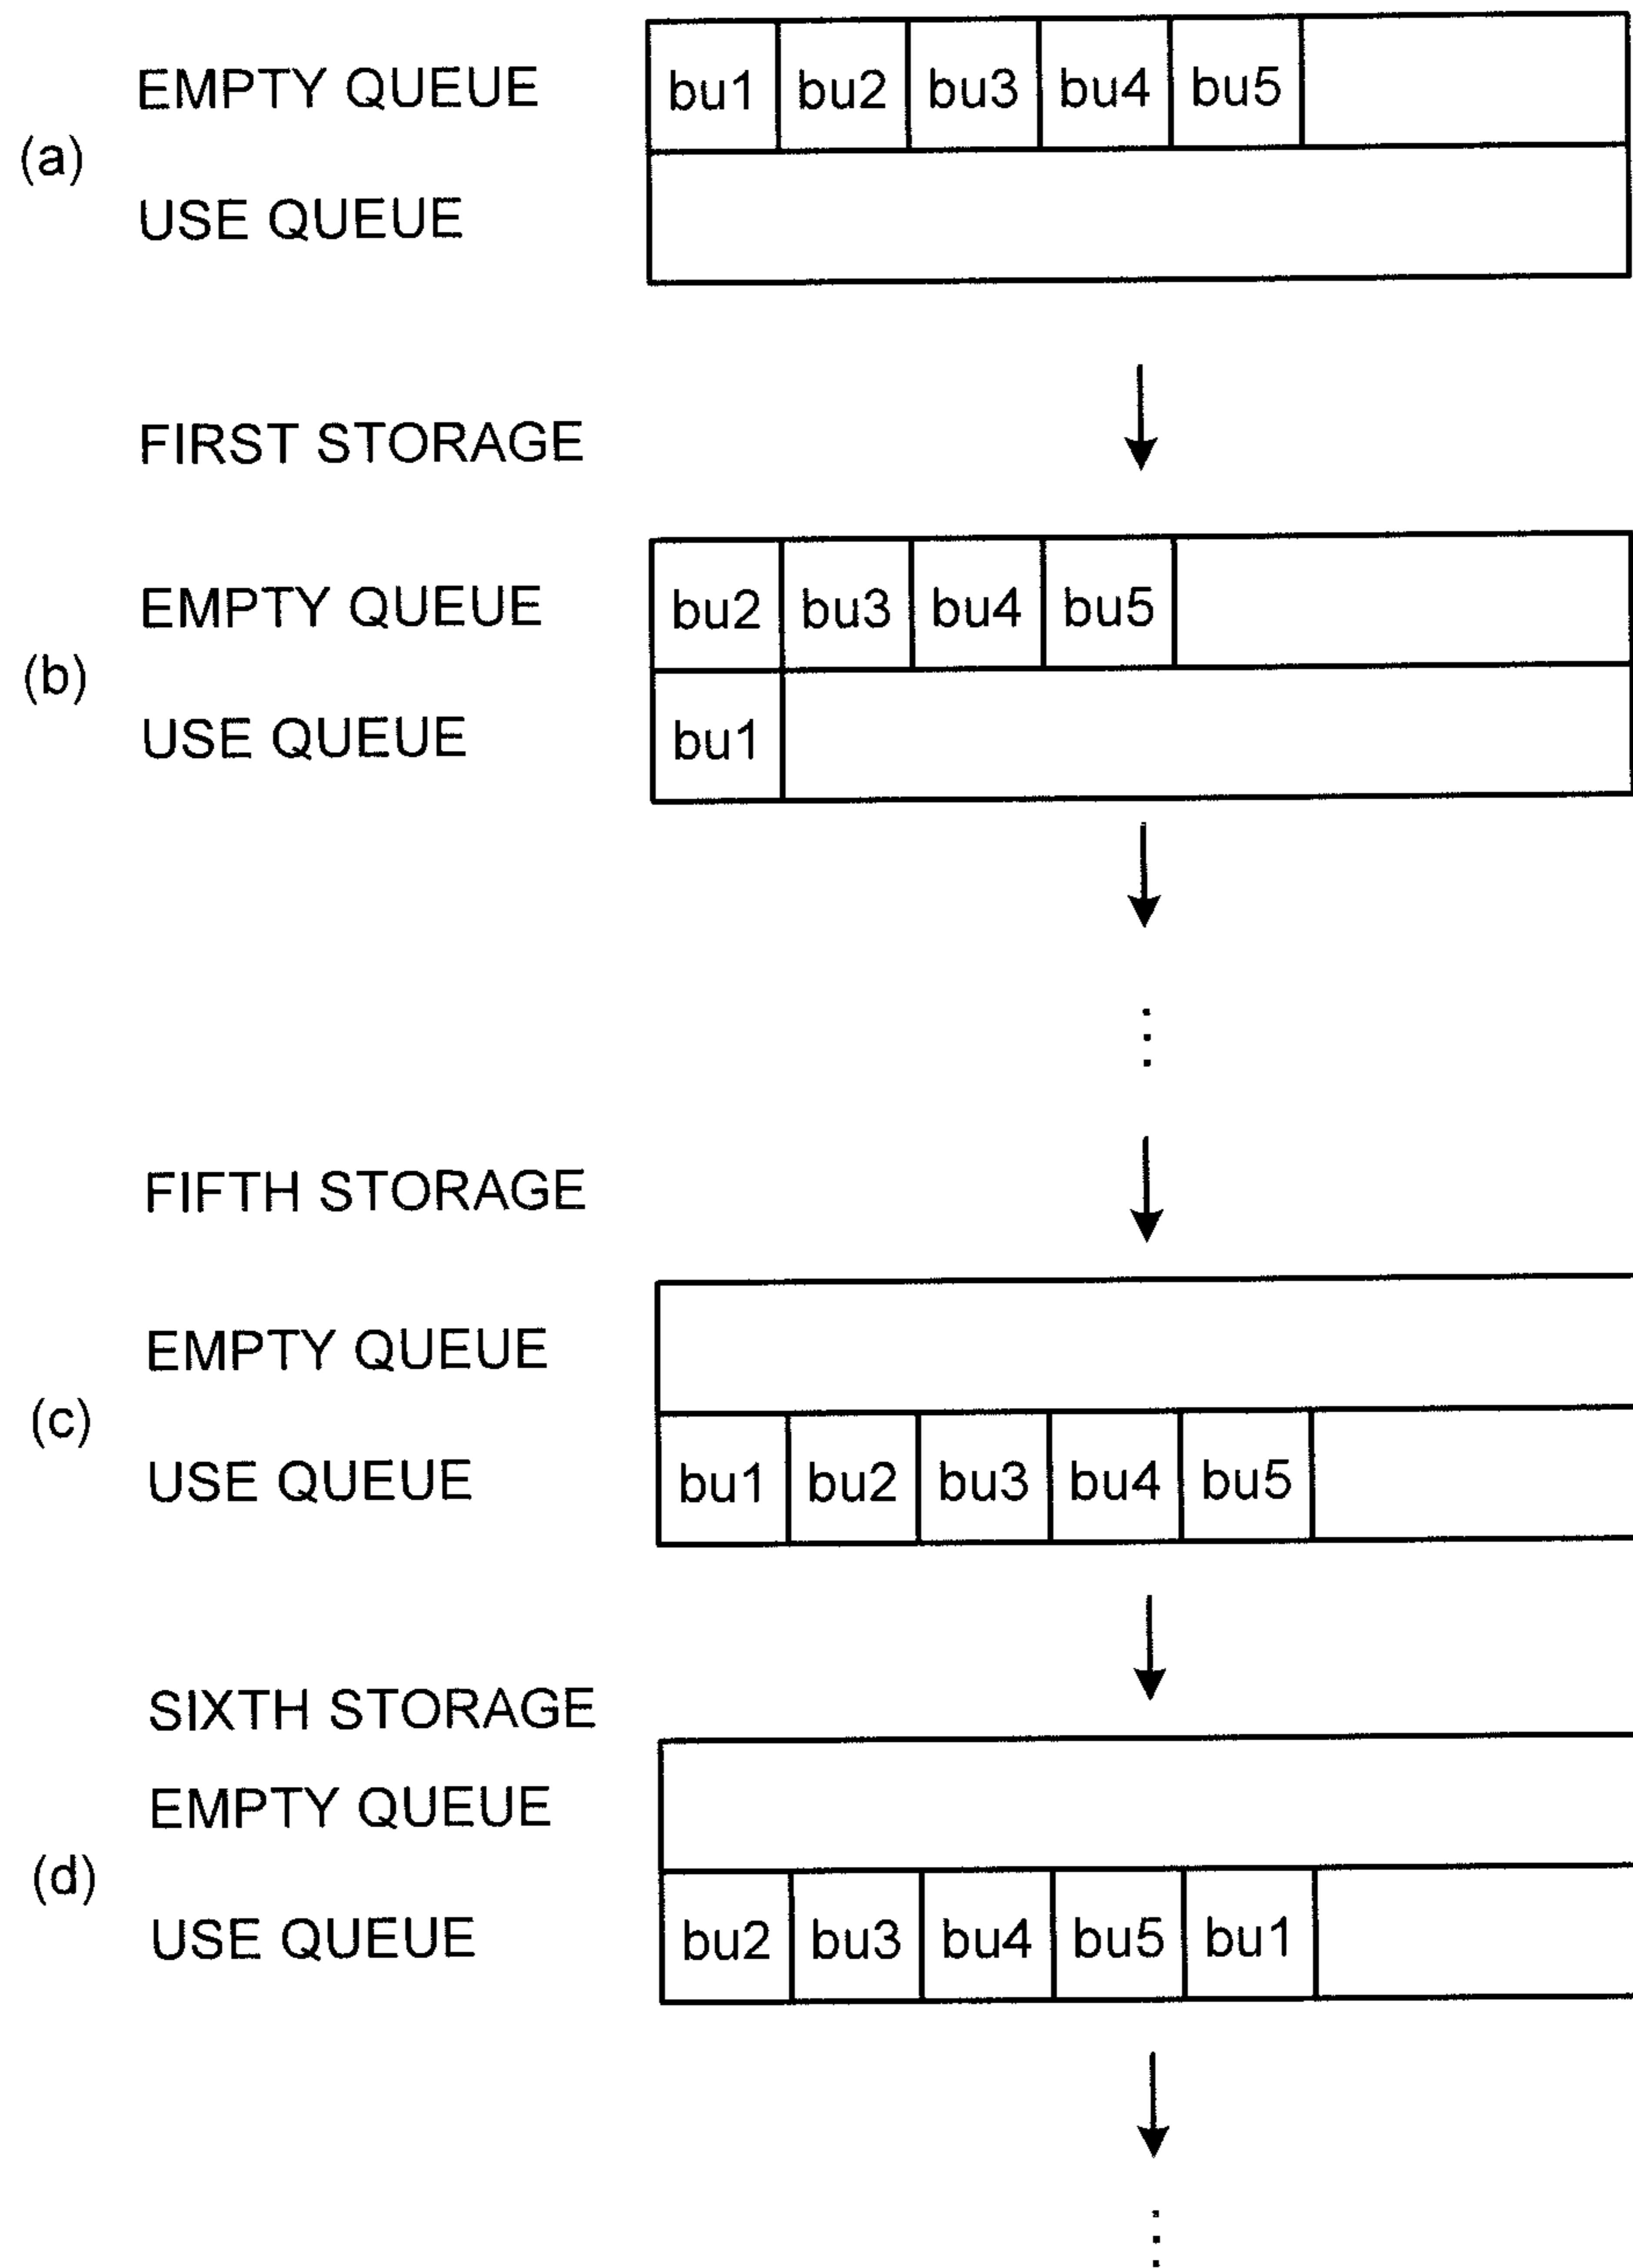 EMPTY QUEUE bu1 bu2 bu3 bu4 bu5
(a)
USE QUEUE
FIRST STORAGE
EMPTY QUEUE bu2 bu3 bu4 bu5
(b)
USE QUEUE bu1
FIFTH STORAGE
EMPTY QUEUE
(c)
USE QUEUE bu1 bu2 bu3 bu4 bu5
SIXTH STORAGE
EMPTY QUEUE
(d)
USE QUEUE bu2 bu3 bu4 bu5 bu1